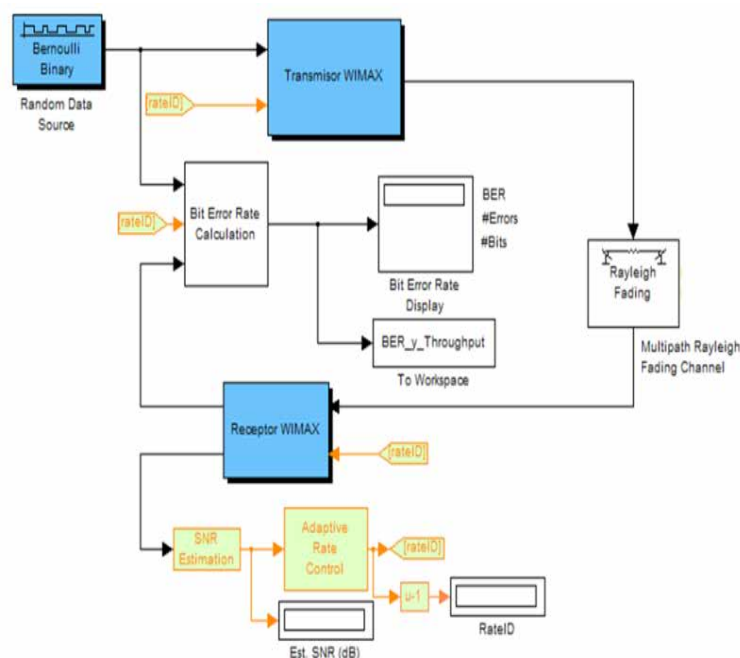 Bernoulli
Binary
Random Data
Source
Transmisor WIMAX
[rateID]
Bit Error Rate
Calculation
rateID]
BER
#Errors
#Bits
Bit Error Rate
Display
Rayleigh
Fading
Multipath Rayleigh
Fading Channel
BER_y_Throughput
To Workspace
Receptor WIMAX
[rateID]
SNR
Estimation
Adaptive
Rate
Control
[rateID]
u-1
RateID
Est. SNR (dB)